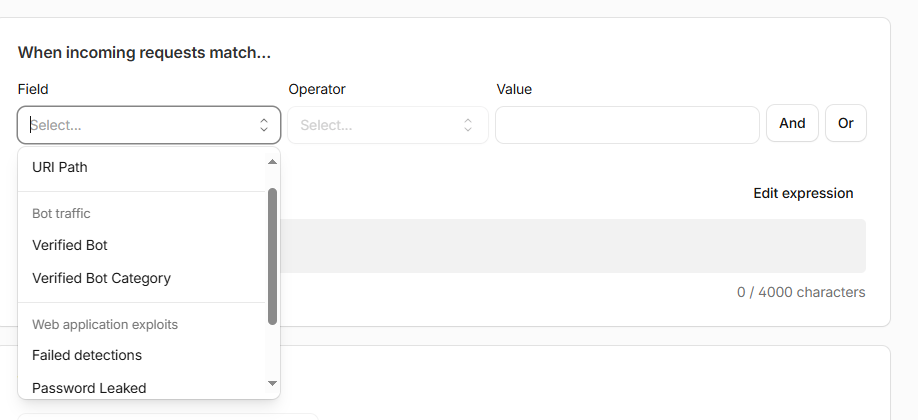 When incoming requests match...
Field Operator Value
Select... Select... And Or
URI Path
Edit expression
Bot traffic
Verified Bot
Verified Bot Category
0 / 4000 characters
Web application exploits
Failed detections
Password Leaked